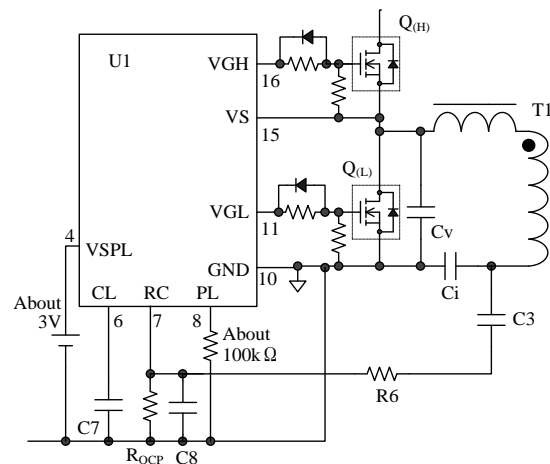 Q(H)
U1
VGH
16
T1
VS
15
Q(L)
VGL
11
Cv
4
VSPL
GND
10
Ci
About
3V
CL
RC
PL
6
7
8
About
100kΩ
C3
R6
C7
ROCP
C8